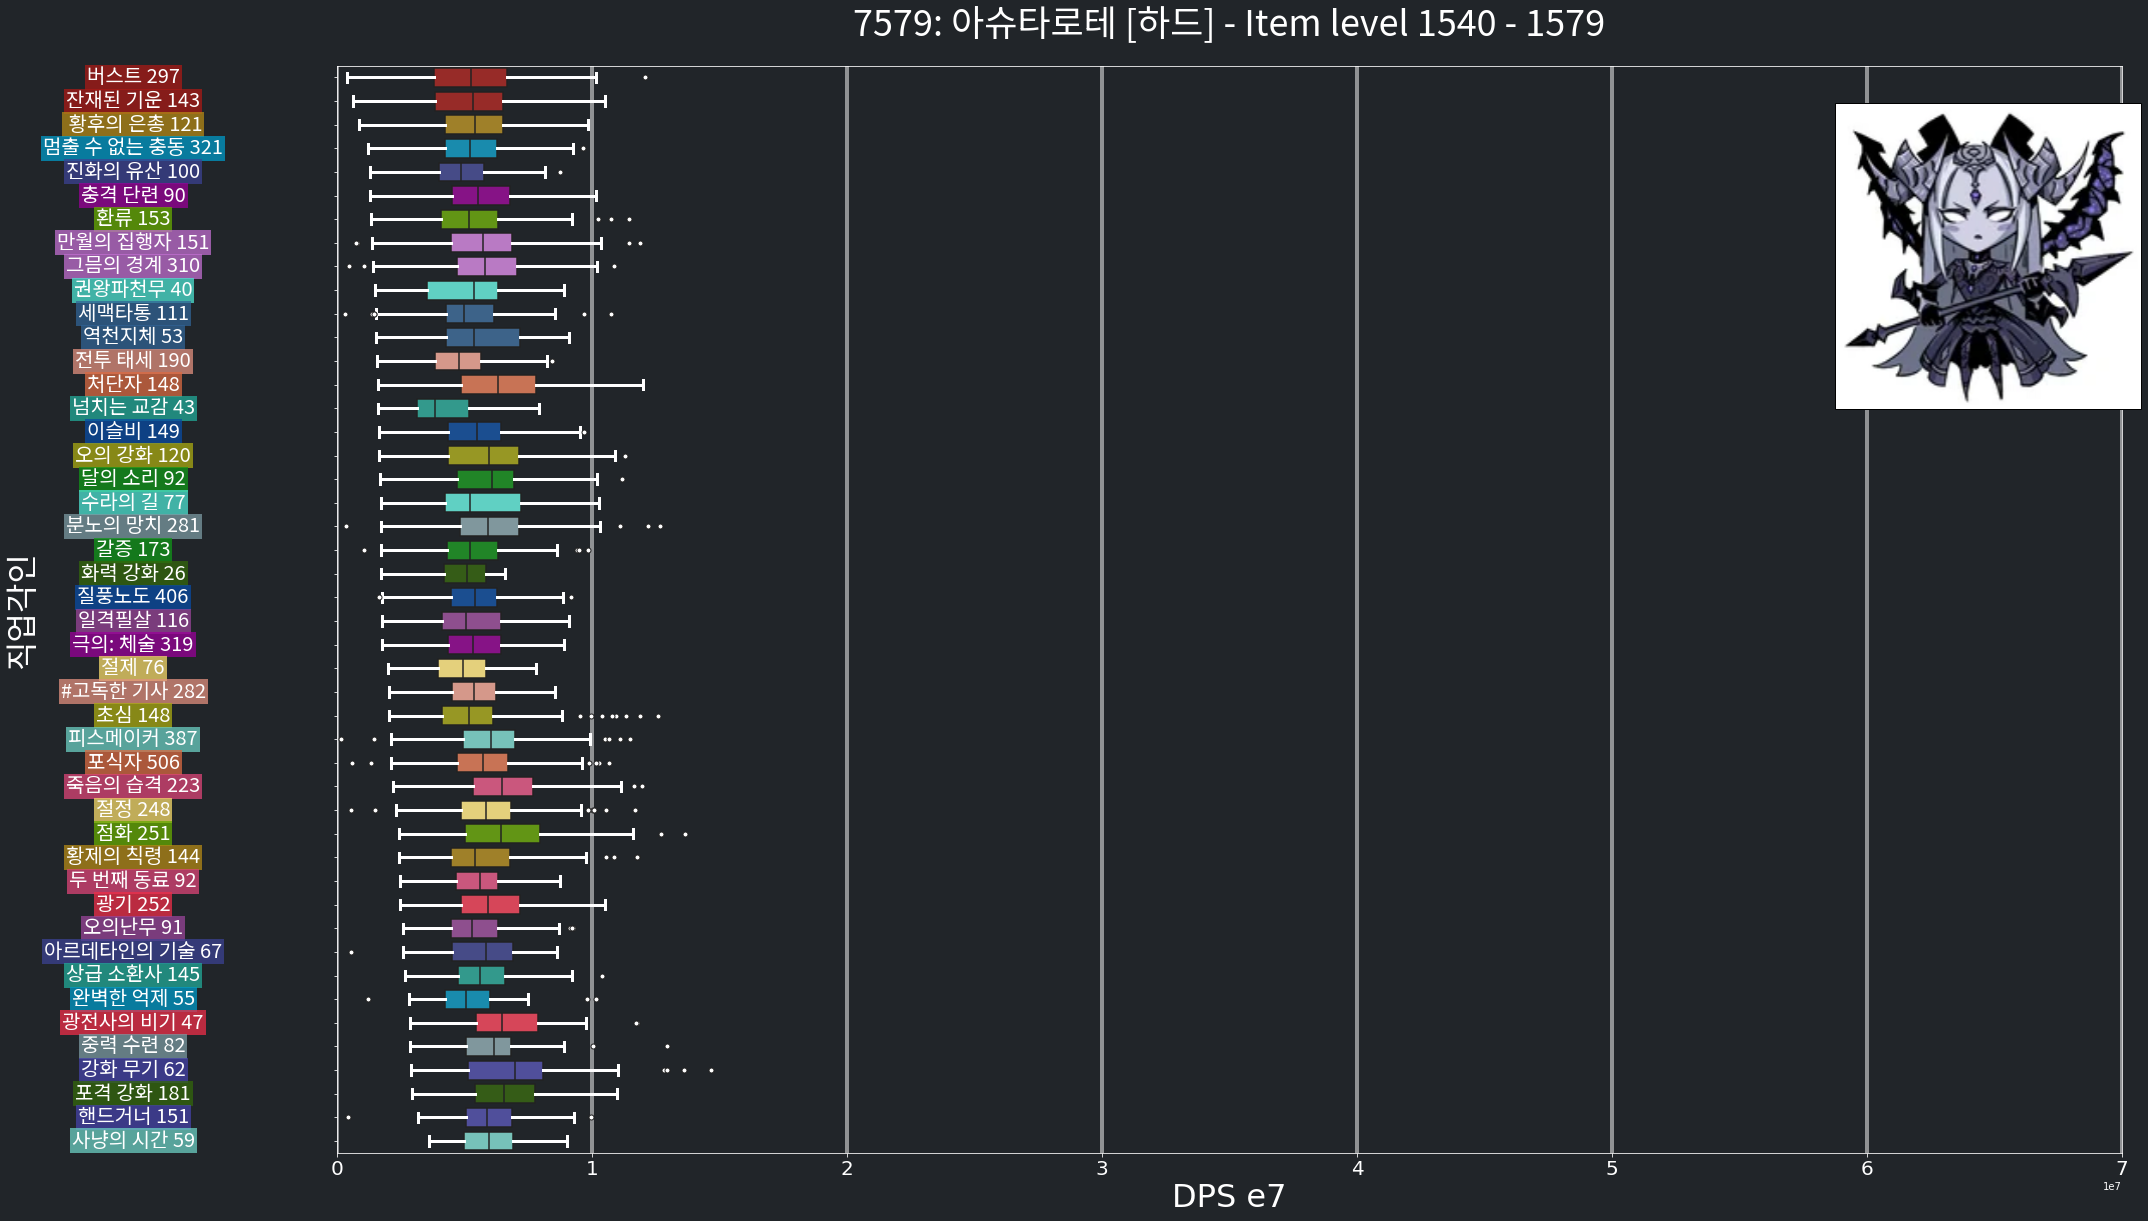 7579: 아슈타로테 [하드] - Item level 1540 - 1579
버스트 297
잔재된 기운 143
황후의 은총 121
멈출 수 없는 충동 321
진화의 유산 100
충격 단련 90
환류 153
만월의 집행자 151
그믐의 경계 310
권왕파천무 40
세맥타통 111
역천지체 53
전투 태세 190
처단자 148
넘치는 교감 43
이슬비 149
오의 강화 120
달의 소리 92
수라의 길 77
분노의 망치 281
갈증 173
화력 강화 26
질풍노도 406
일격필살 116
극의: 체술 319
절제 76
#고독한 기사 282
초심 148
피스메이커 387
포식자 506
죽음의 습격 223
절정 248
점화 251
황제의 칙령 144
두 번째 동료 92
광기 252
오의난무 91
아르데타인의 기술 67
상급 소환사 145
완벽한 억제 55
광전사의 비기 47
중력 수련 82
강화 무기 62
포격 강화 181
핸드거너 151
사냥의 시간 59
직업각인
0 1 2 3 4 5 6 7
1e7
DPS e7